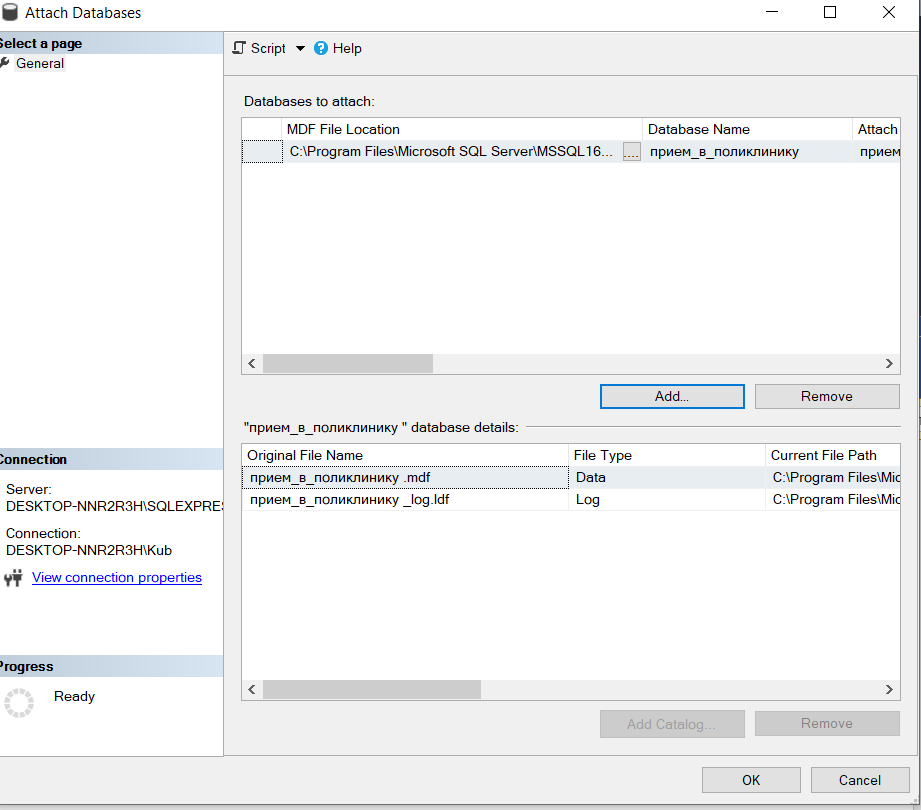 Attach Databases
Select a page
General
Script
Help
Databases to attach:
MDF File Location Database Name Attach
C:\Program Files\Microsoft SQL Server\MSSQL16... ... прием_в_поликлинику прием
Add... Remove
"прием_в_поликлинику " database details:
Original File Name File Type Current File Path
прием_в_поликлинику .mdf Data C:\Program Files\Mic
прием_в_поликлинику _log.ldf Log C:\Program Files\Mic
Connection
Server:
DESKTOP-NNR2R3H\SQLEXPRES
Connection:
DESKTOP-NNR2R3H\Kub
View connection properties
Progress
Ready
Add Catalog... Remove
OK Cancel